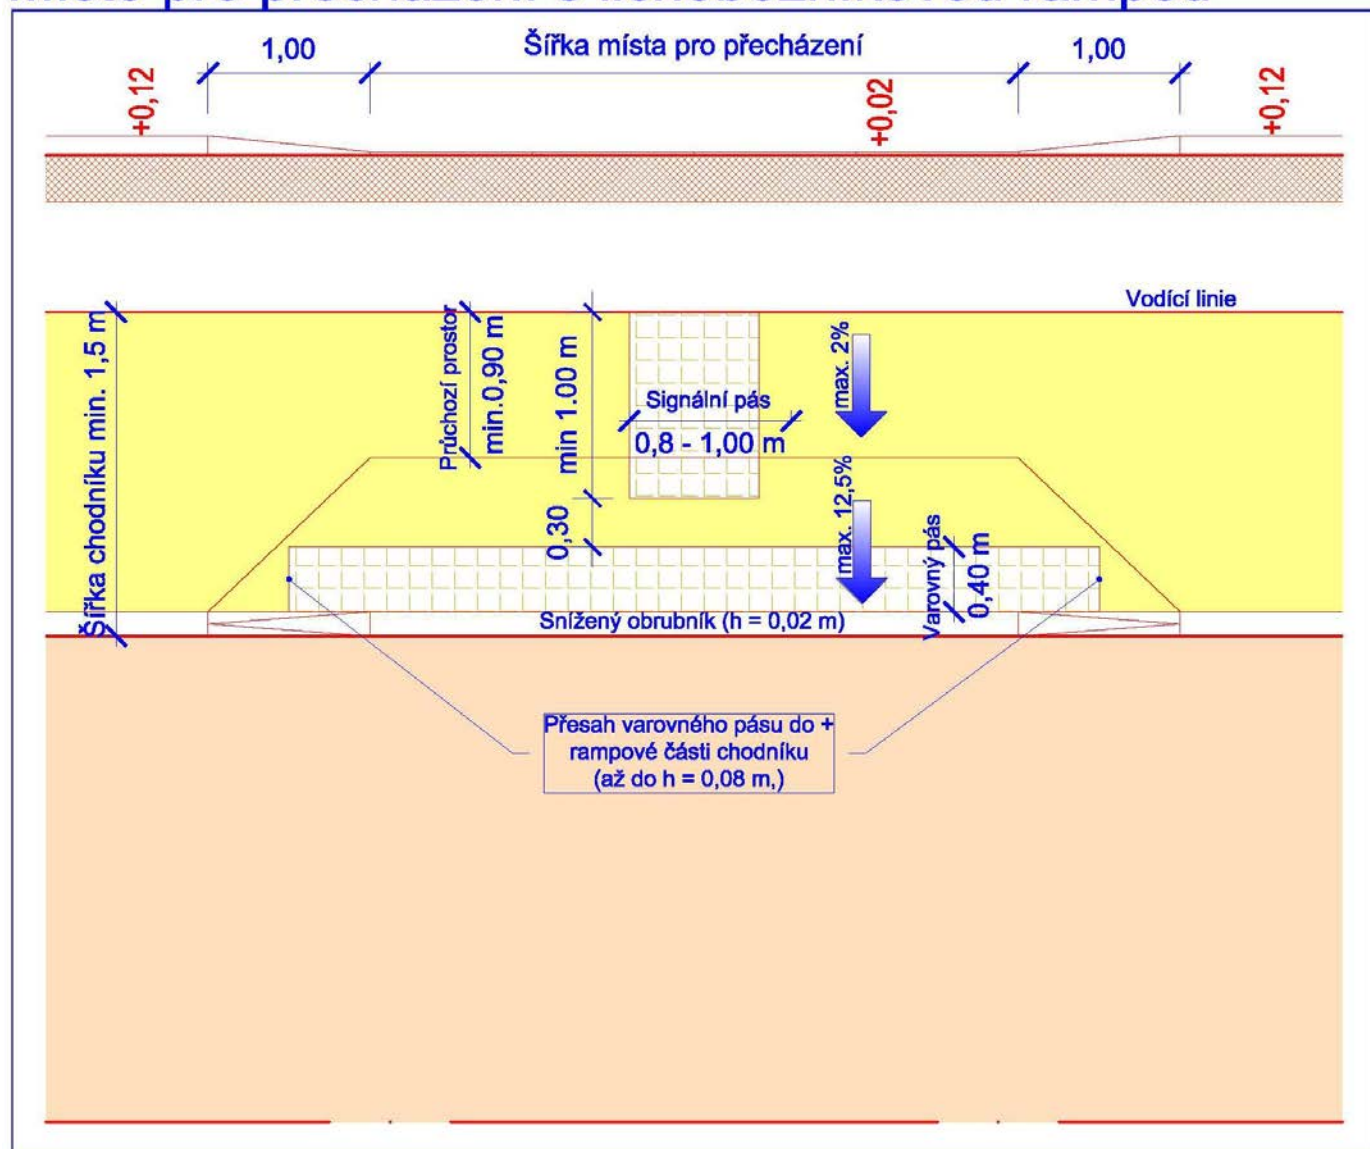 1,00
Šířka místa pro přecházení
1,00
+0,12
+0,02
+0,12
Vodící linie
Šířka chodníku min. 1,5 m
Průchozí prostor
min.0,90 m
min 1.00 m
0,30
Signální pás
0,8 - 1,00 m
max. 2%
max. 12,5%
Varovný pás
0,40 m
Snížený obrubník (h = 0,02 m)
Přesah varovného pásu do +
rampové části chodníku
(až do h = 0,08 m,)